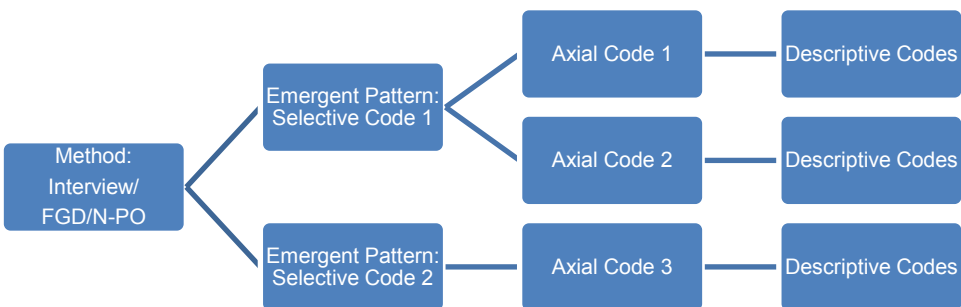 Method:
Interview/
FGD/N-PO
Emergent Pattern:
Selective Code 1
Axial Code 1
Descriptive Codes
Axial Code 2
Descriptive Codes
Emergent Pattern:
Selective Code 2
Axial Code 3
Descriptive Codes